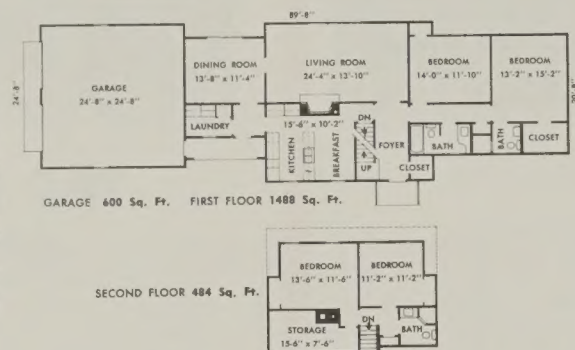 89'-8"
24'-8"
GARAGE
24'-8" x 24'-8"
DINING ROOM
13'-8" x 11'-4"
LIVING ROOM
24'-4" x 13'-10"
BEDROOM
14'-0" x 11'-10"
BEDROOM
13'-2" x 15'-2"
LAUNDRY
15'-6" x 10'-2"
KITCHEN
BREAKFAST
DN
UP
FOYER
CLOSET
BATH
BATH
CLOSET
GARAGE 600 Sq. Ft. FIRST FLOOR 1488 Sq. Ft.
BEDROOM
13'-6" x 11'-6"
BEDROOM
11'-2" x 11'-2"
SECOND FLOOR 484 Sq. Ft.
DN
BATH
STORAGE
15'-6" x 7'-6"